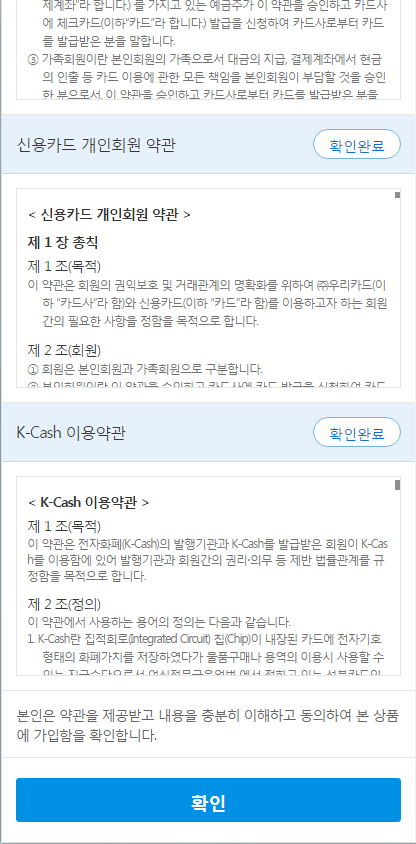 제계좌"라 합니다.) 를 가지고 있는 예금주가 이 약관을 승인하고 카드사
에 체크카드(이하"카드"라 합니다.) 발급을 신청하여 카드사로부터 카드
를 발급받은 분을 말합니다.
③ 가족회원이란 본인회원의 가족으로서 대금의 지급, 결제계좌에서 현금
의 인출 등 카드 이용에 관한 모든 책임을 본인회원이 부담할 것을 승인
한 분으로서, 이 약관을 승인하고 카드사로부터 카드를 발급받은 분을
신용카드 개인회원 약관
확인완료
< 신용카드 개인회원 약관 >
제 1 장 총칙
제 1 조(목적)
이 약관은 회원의 권익보호 및 거래관계의 명확화를 위하여 ㈜우리카드(이
하 "카드사"라 함)와 신용카드(이하 "카드"라 함)를 이용하고자 하는 회원
간의 필요한 사항을 정함을 목적으로 합니다.
제 2 조(회원)
① 회원은 본인회원과 가족회원으로 구분합니다.
② 본인회원이란 이 약관을 승인하고 카드사에 카드 발급을 신청하여 카드
K-Cash 이용약관
확인완료
< K-Cash 이용약관 >
제 1 조(목적)
이 약관은 전자화폐(K-Cash)의 발행기관과 K-Cash를 발급받은 회원이 K-Cas
h를 이용함에 있어 발행기관과 회원간의 권리·의무 등 제반 법률관계를 규
정함을 목적으로 합니다.
제 2 조(정의)
이 약관에서 사용하는 용어의 정의는 다음과 같습니다.
1. K-Cash란 집적회로(Integrated Circuit) 칩(Chip)이 내장된 카드에 전자기호
형태의 화폐가치를 저장하였다가 물품구매나 용역의 이용시 사용할 수
있는 지급수단으로서 여신전문금융업법 에서 정하고 있는 선불카드의
본인은 약관을 제공받고 내용을 충분히 이해하고 동의하여 본 상품
에 가입함을 확인합니다.
확인